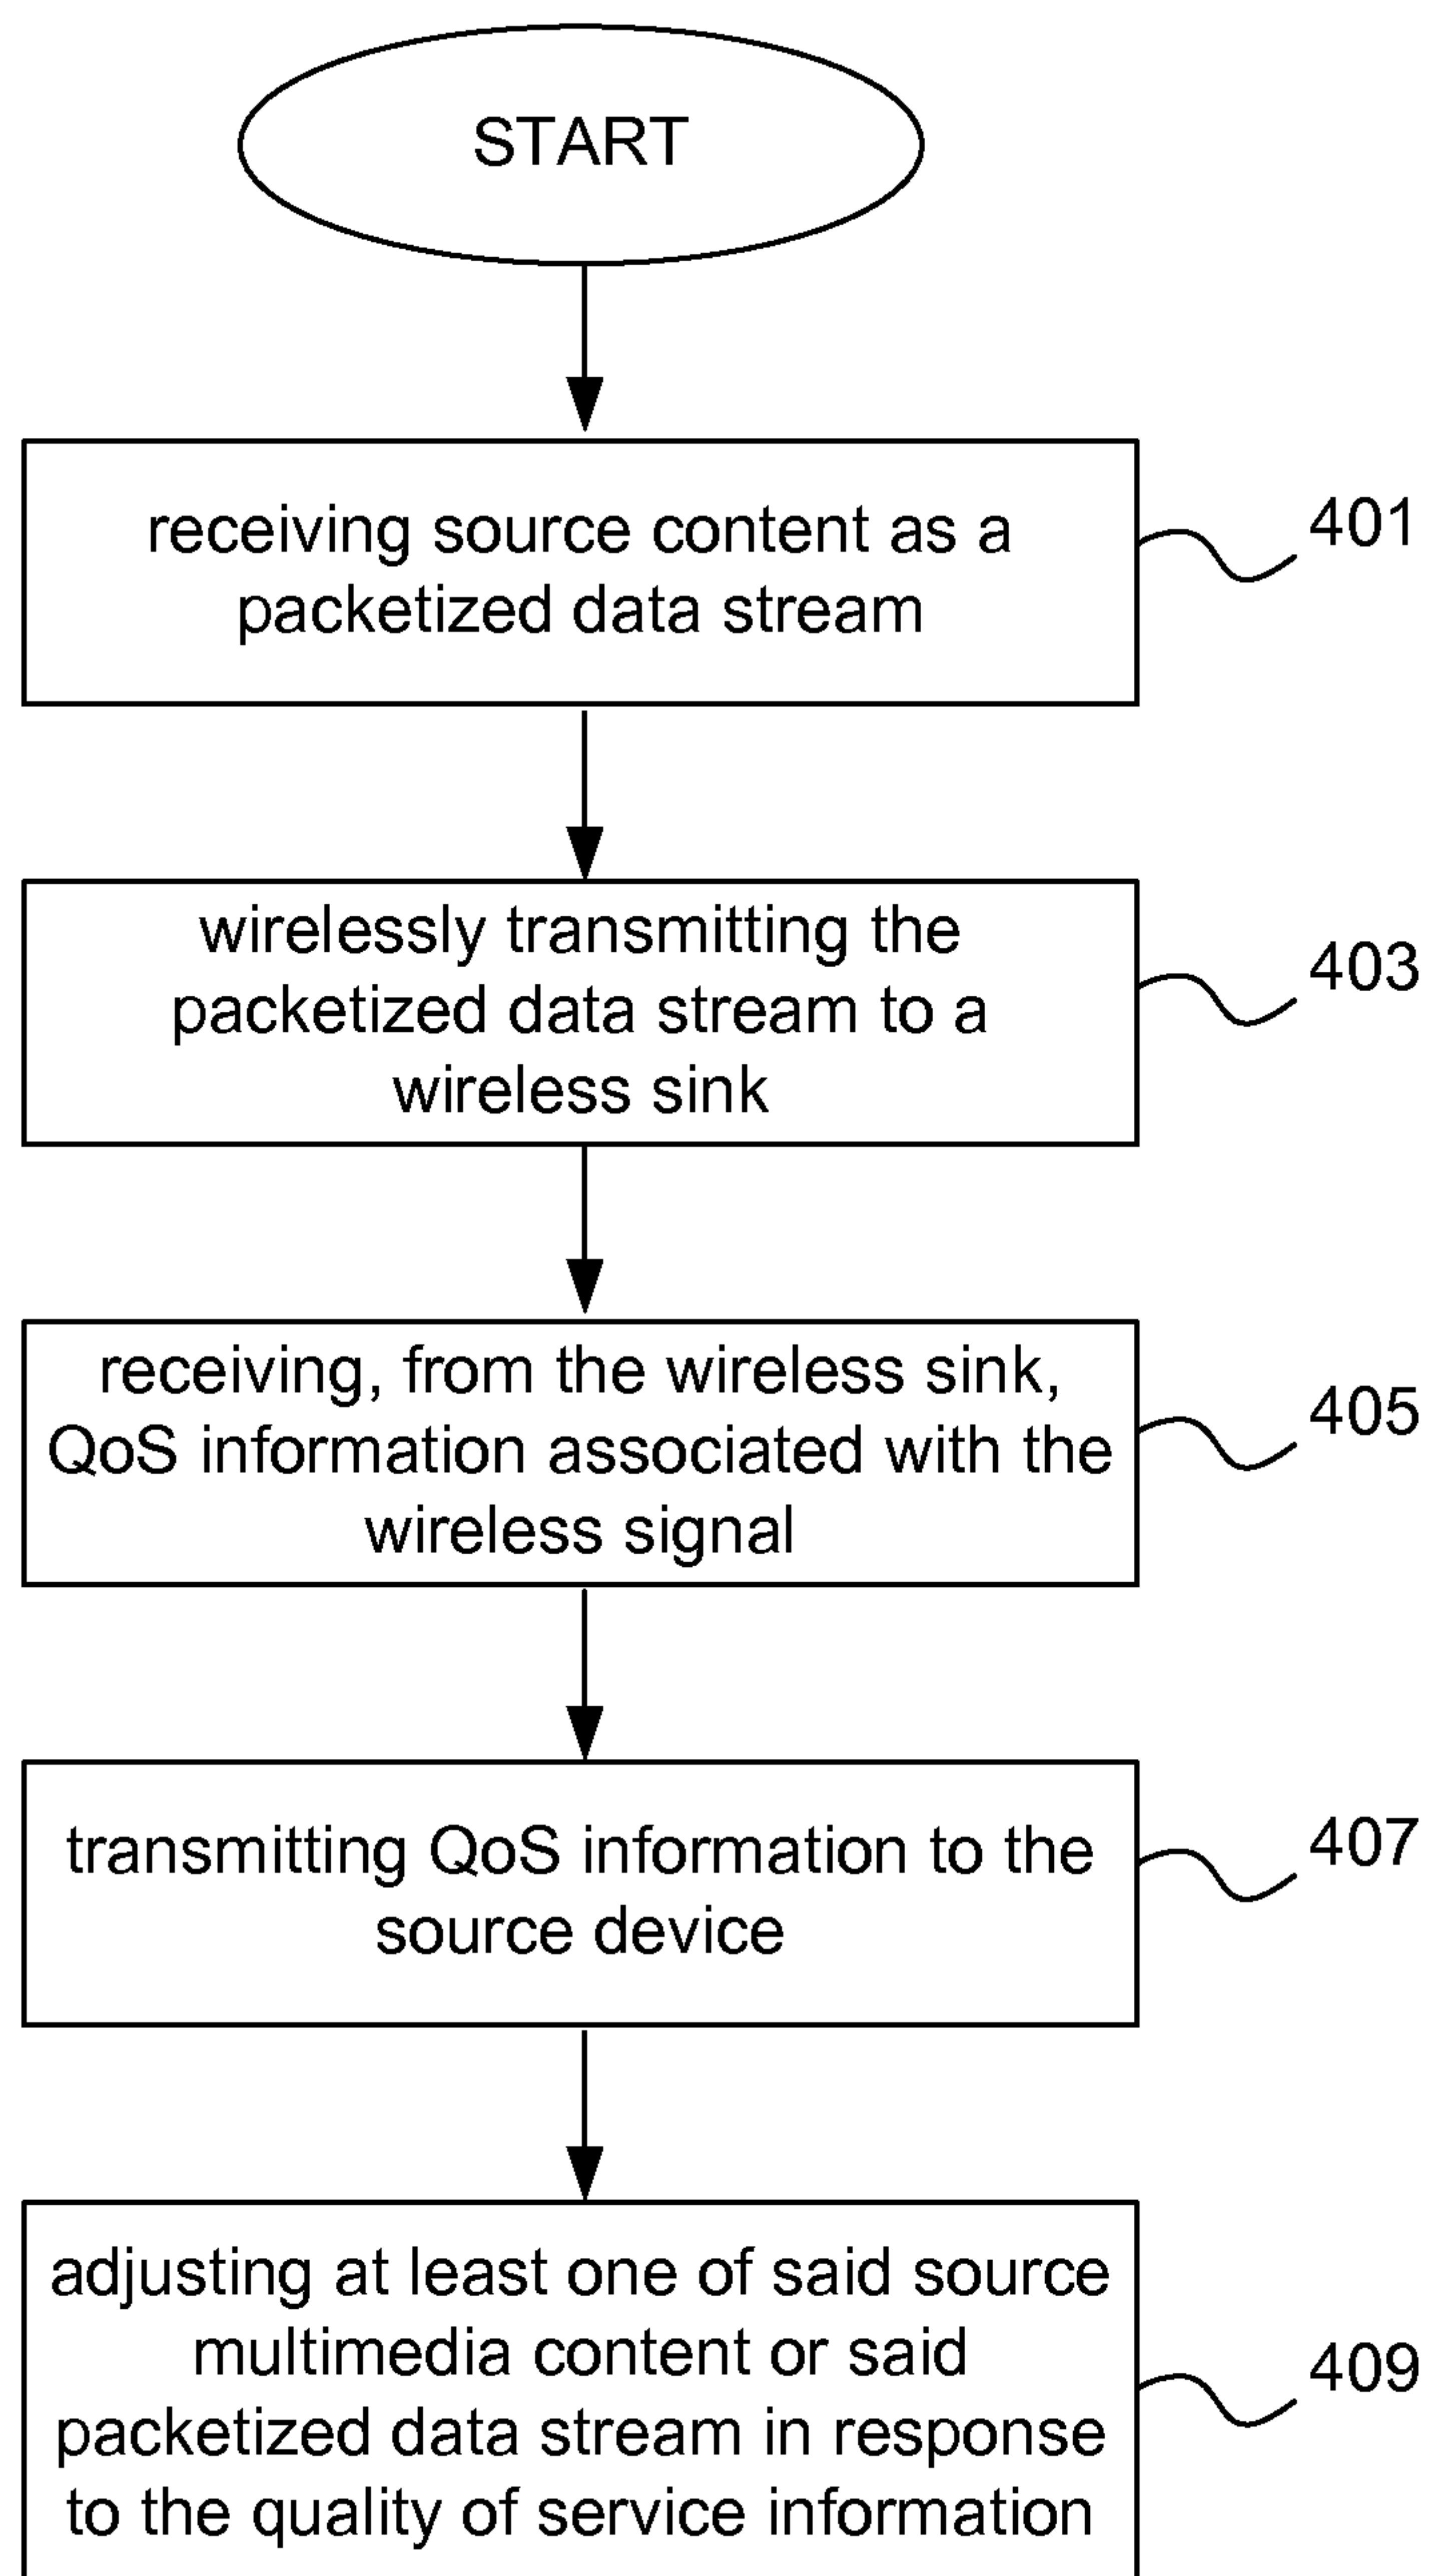 START
receiving source content as a
packetized data stream
401
wirelessly transmitting the
packetized data stream to a
wireless sink
403
receiving, from the wireless sink,
QoS information associated with the
wireless signal
405
transmitting QoS information to the
source device
407
adjusting at least one of said source
multimedia content or said
packetized data stream in response
to the quality of service information
409